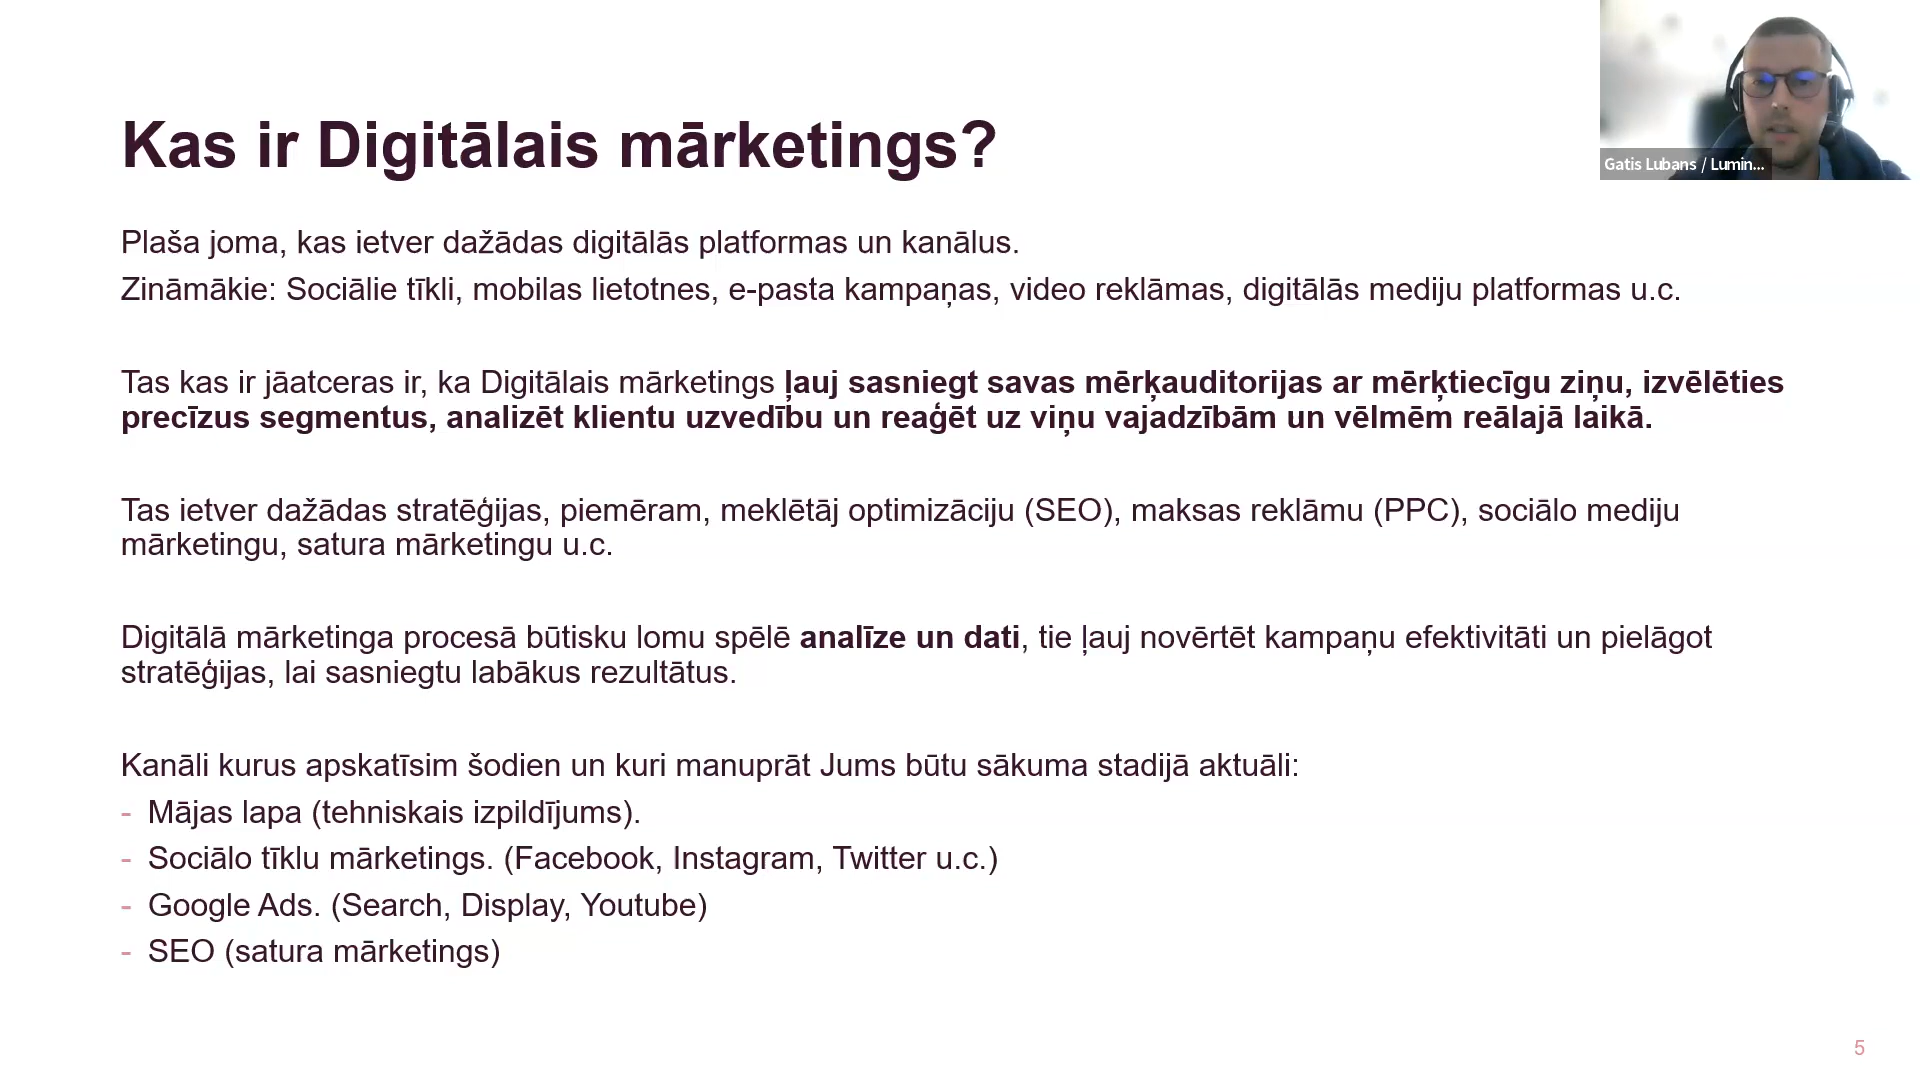 Kas ir Digitālais mārketings?
Gatis Lubans / Lumin...
Plaša joma, kas ietver dažādas digitālās platformas un kanālus.
Zināmākie: Sociālie tīkli, mobilas lietotnes, e-pasta kampaņas, video reklāmas, digitālās mediju platformas u.c.
Tas kas ir jāatceras ir, ka Digitālais mārketings ļauj sasniegt savas mērķauditorijas ar mērķtiecīgu ziņu, izvēlēties
precīzus segmentus, analizēt klientu uzvedību un reaģēt uz viņu vajadzībām un vēlmēm reālajā laikā.
Tas ietver dažādas stratēģijas, piemēram, meklētāj optimizāciju (SEO), maksas reklāmu (PPC), sociālo mediju
mārketingu, satura mārketingu u.c.
Digitālā mārketinga procesā būtisku lomu spēlē analīze un dati, tie ļauj novērtēt kampaņu efektivitāti un pielāgot
stratēģijas, lai sasniegtu labākus rezultātus.
Kanāli kurus apskatīsim šodien un kuri manuprāt Jums būtu sākuma stadijā aktuāli:
- Mājas lapa (tehniskais izpildījums).
- Sociālo tīklu mārketings. (Facebook, Instagram, Twitter u.c.)
- Google Ads. (Search, Display, Youtube)
- SEO (satura mārketings)
5